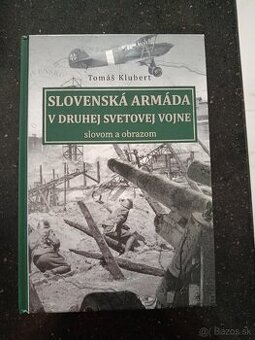 Tomáš Klubert
SLOVENSKÁ ARMÁDA
V DRUHEJ SVETOVEJ VOJNE
slovom a obrazom
Bazos.sk